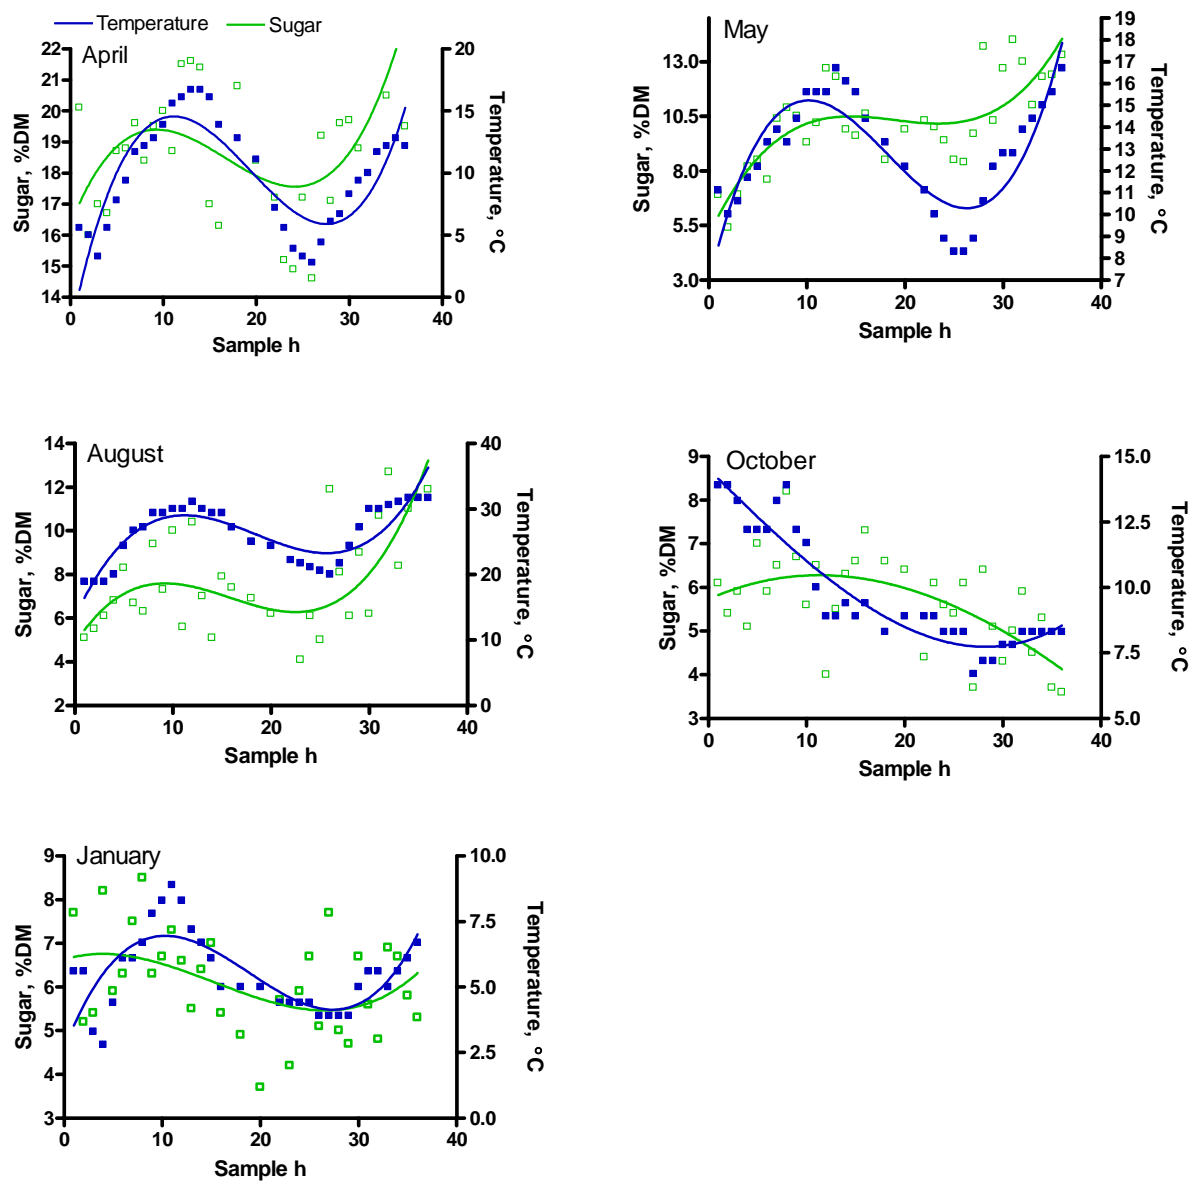 Temperature Sugar
April
22
21
20
19
18
17
16
15
14
Sugar, %DM
20
15
10
5
0
Temperature, °C
0 10 20 30 40
Sample h
May
13.0
10.5
8.0
5.5
3.0
Sugar, %DM
19
18
17
16
15
14
13
12
11
10
9
8
7
Temperature, °C
0 10 20 30 40
Sample h
August
14
12
10
8
6
4
2
Sugar, %DM
40
30
20
10
0
Temperature, °C
0 10 20 30 40
Sample h
October
9
8
7
6
5
4
3
Sugar, %DM
15.0
12.5
10.0
7.5
5.0
Temperature, °C
0 10 20 30 40
Sample h
January
9
8
7
6
5
4
3
Sugar, %DM
10.0
7.5
5.0
2.5
0.0
Temperature, °C
0 10 20 30 40
Sample h